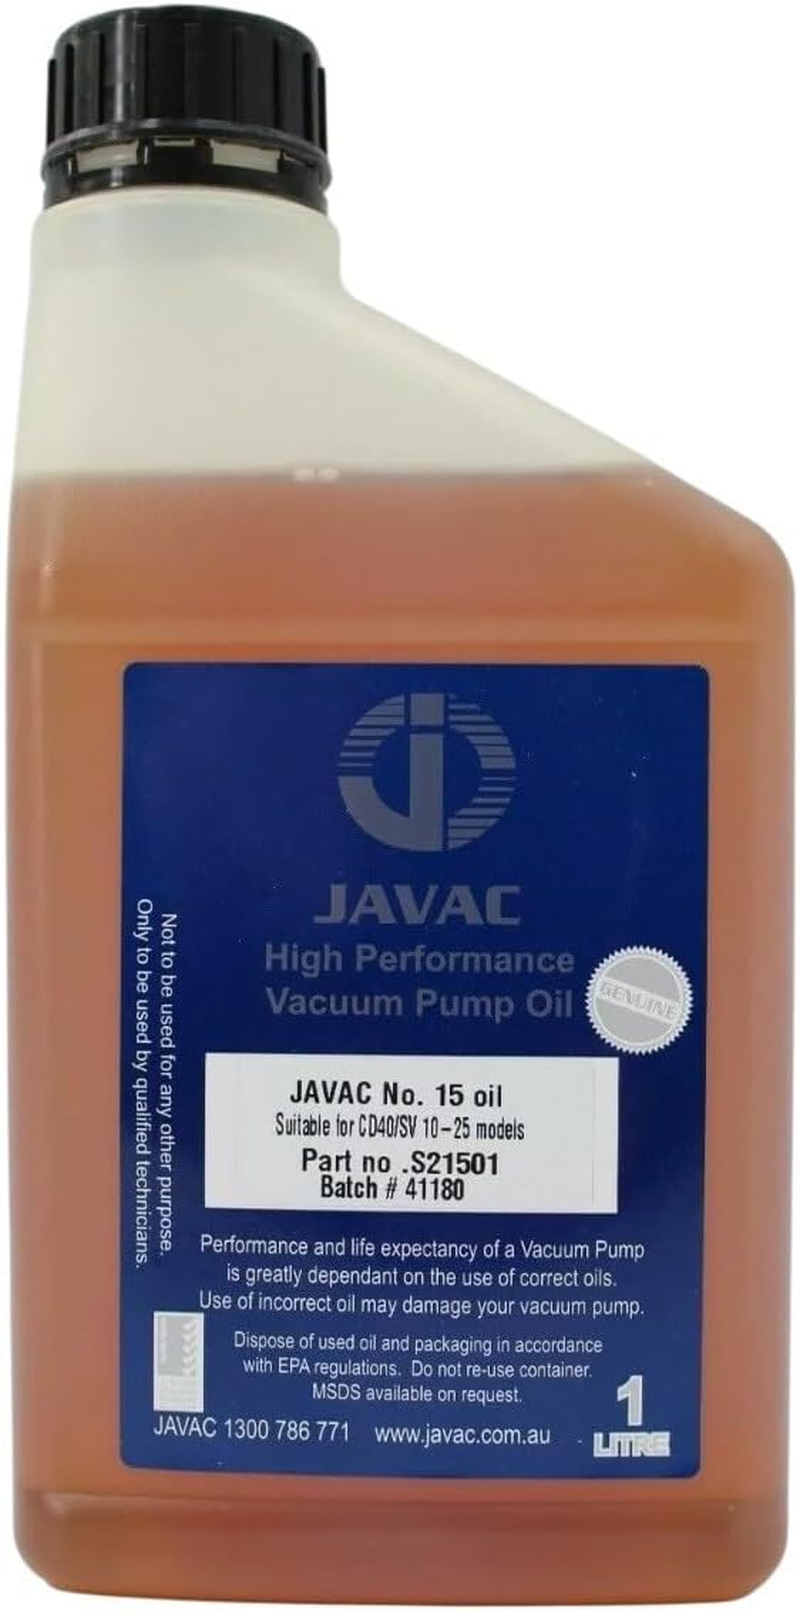 JAVAC
High Performance
Vacuum Pump Oil
GENUINE
JAVAC No. 15 oil
Suitable for CD40/SV 10-25 models
Part no .S21501
Batch # 41180
Not to be used for any other purpose.
Only to be used by qualified technicians.
Performance and life expectancy of a Vacuum Pump
is greatly dependant on the use of correct oils.
Use of incorrect oil may damage your vacuum pump.
Dispose of used oil and packaging in accordance
with EPA regulations. Do not re-use container.
MSDS available on request.
JAVAC 1300 786 771 www.javac.com.au
1
LITRE